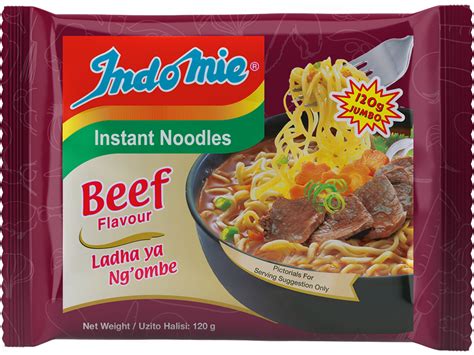 Indomie®
Instant Noodles
120g
JUMBO
Beef
Flavour
Ladha ya
Ng'ombe
Pictorials For
Serving Suggestion Only
Net Weight / Uzito Halisi: 120 g